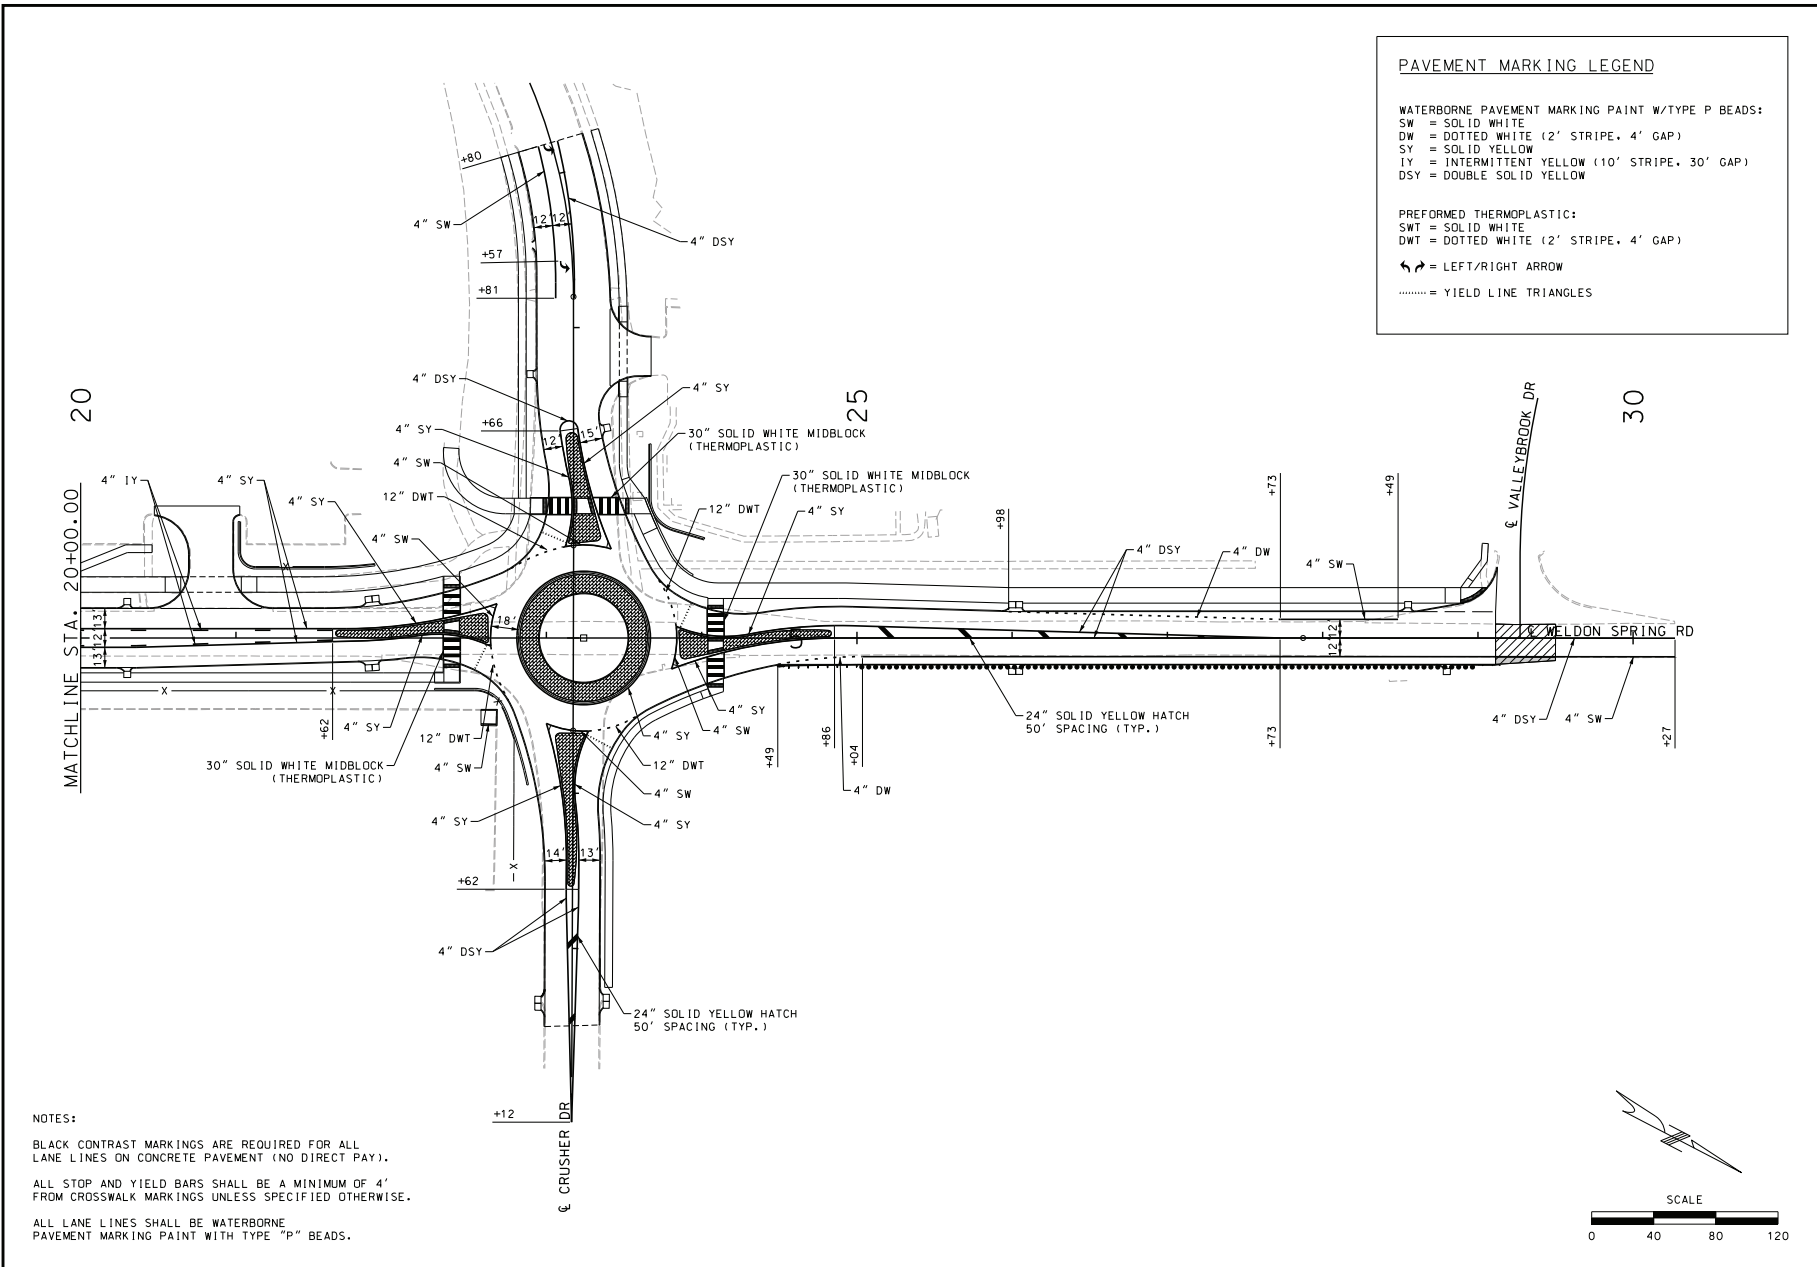 PAVEMENT MARKING LEGEND
WATERBORNE PAVEMENT MARKING PAINT W/TYPE P BEADS:
SW = SOLID WHITE
DW = DOTTED WHITE (2' STRIPE, 4' GAP)
SY = SOLID YELLOW
IY = INTERMITTENT YELLOW (10' STRIPE, 30' GAP)
DSY = DOUBLE SOLID YELLOW
PREFORMED THERMOPLASTIC:
SWT = SOLID WHITE
DWT = DOTTED WHITE (2' STRIPE, 4' GAP)
= LEFT/RIGHT ARROW
= YIELD LINE TRIANGLES
+80
4" SW
12' 12'
4" DSY
+57
+81
4" DSY
4" SY
+66
4" SY
12'
15'
30" SOLID WHITE MIDBLOCK
(THERMOPLASTIC)
4" SW
12" DWT
20
25
30
MATCHLINE STA. 20+00.00
4" IY
4" SY
4" SY
4" SW
30" SOLID WHITE MIDBLOCK
(THERMOPLASTIC)
12" DWT
4" SY
+98
4" DSY
4" DW
+73
4" SW
+49
℄ VALLEYBROOK DR
℄ WELDON SPRING RD
X
13'
12'
13'
18'
12'
12'
X
X
+62
4" SY
12" DWT
4" SW
30" SOLID WHITE MIDBLOCK
(THERMOPLASTIC)
4" SY
4" SW
4" SY
12" DWT
4" SW
4" SY
4" SY
+49
+86
+04
4" DW
24" SOLID YELLOW HATCH
50' SPACING (TYP.)
+73
4" DSY
4" SW
+27
14'
13'
X
+62
4" DSY
24" SOLID YELLOW HATCH
50' SPACING (TYP.)
+12
℄ CRUSHER DR
NOTES:
BLACK CONTRAST MARKINGS ARE REQUIRED FOR ALL
LANE LINES ON CONCRETE PAVEMENT (NO DIRECT PAY).
ALL STOP AND YIELD BARS SHALL BE A MINIMUM OF 4'
FROM CROSSWALK MARKINGS UNLESS SPECIFIED OTHERWISE.
ALL LANE LINES SHALL BE WATERBORNE
PAVEMENT MARKING PAINT WITH TYPE "P" BEADS.
SCALE
0 40 80 120